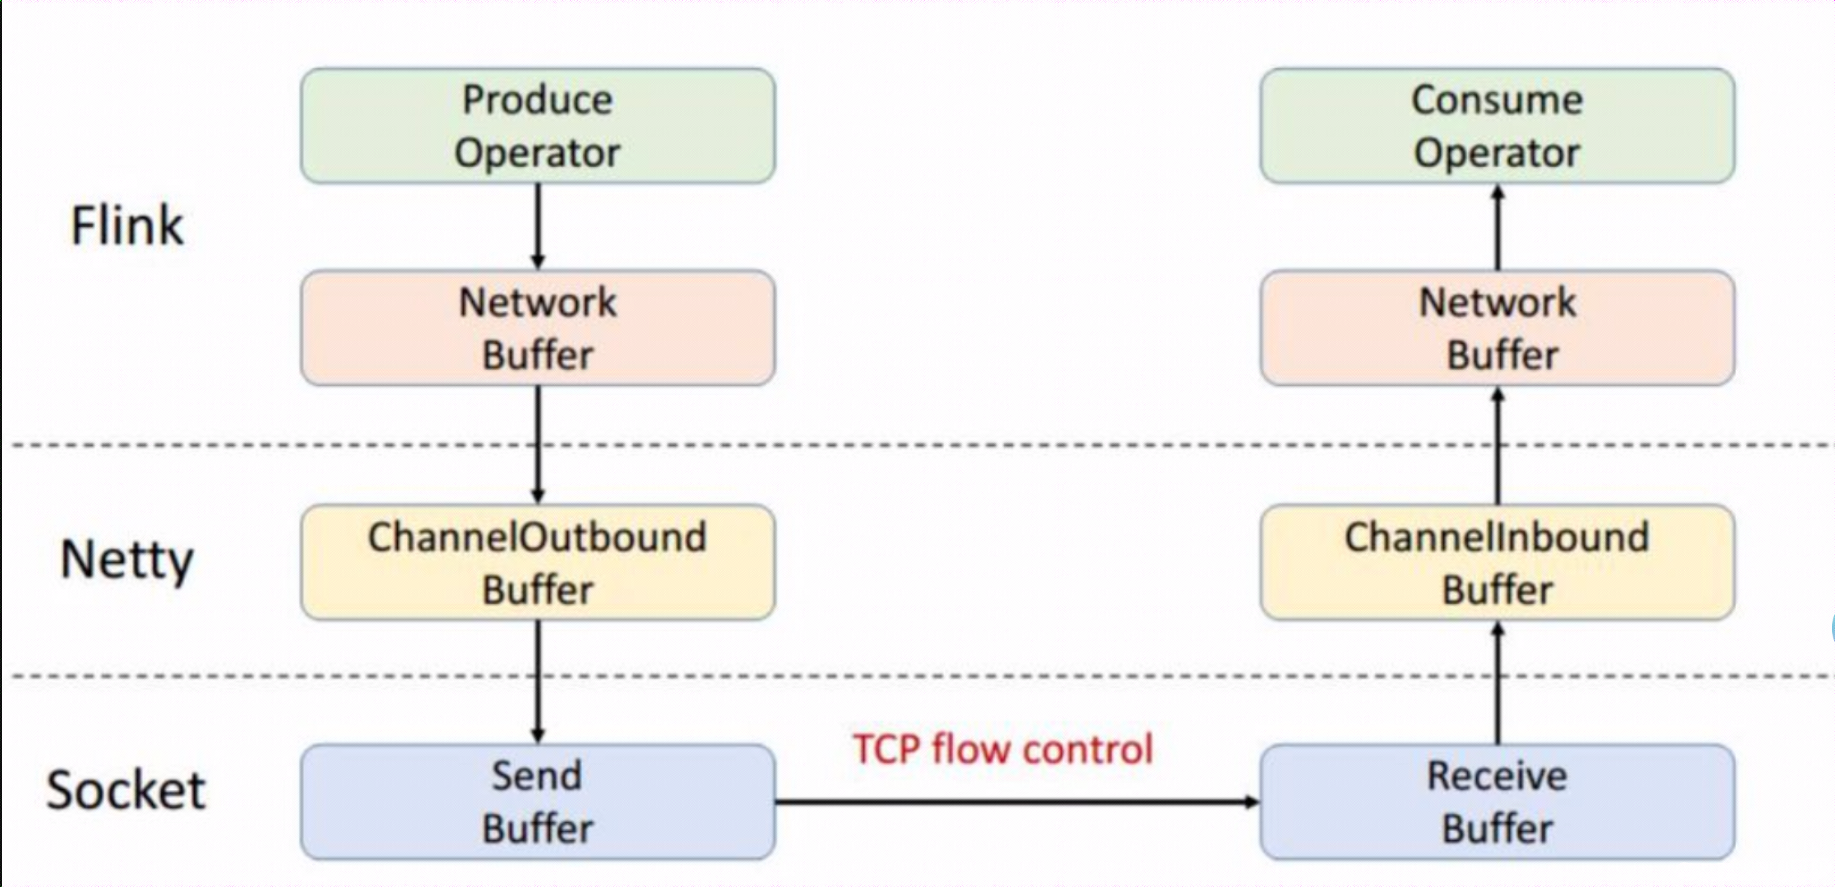 Flink
Produce
Operator
Consume
Operator
Network
Buffer
Network
Buffer
Netty
ChannelOutbound
Buffer
ChannelInbound
Buffer
Socket
Send
Buffer
TCP flow control
Receive
Buffer